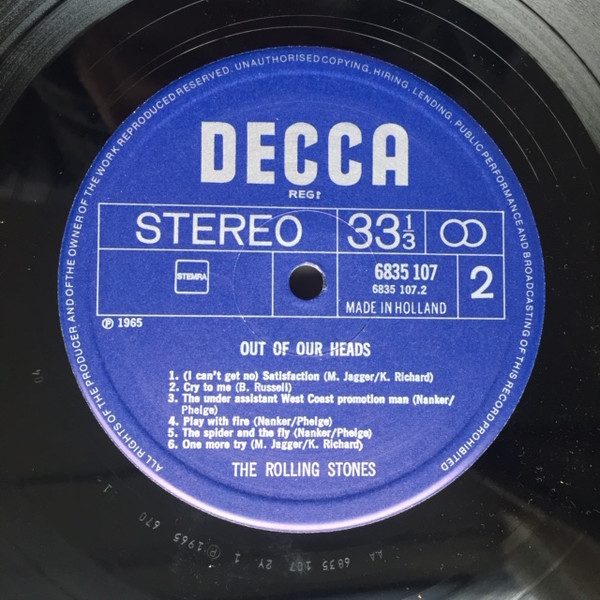 ALL RIGHTS OF THE PRODUCER AND OF THE OWNER OF THE WORK REPRODUCED RESERVED. UNAUTHORISED COPYING, HIRING, LENDING, PUBLIC PERFORMANCE AND BROADCASTING OF THIS RECORD PROHIBITED
DECCA
REGD
STEREO 33 1/3
STEMRA
6835 107
6835 107.2
MADE IN HOLLAND
2
℗ 1965
OUT OF OUR HEADS
1. (I can't get no) Satisfaction (M. Jagger/K. Richard)
2. Cry to me (B. Russell)
3. The under assistant West Coast promotion man (Nanker/
Phelge)
4. Play with fire (Nanker/Phelge)
5. The spider and the fly (Nanker/Phelge)
6. One more try (M. Jagger/K. Richard)
THE ROLLING STONES
AA 6835 107 2Y 1 ℗1965 670 1